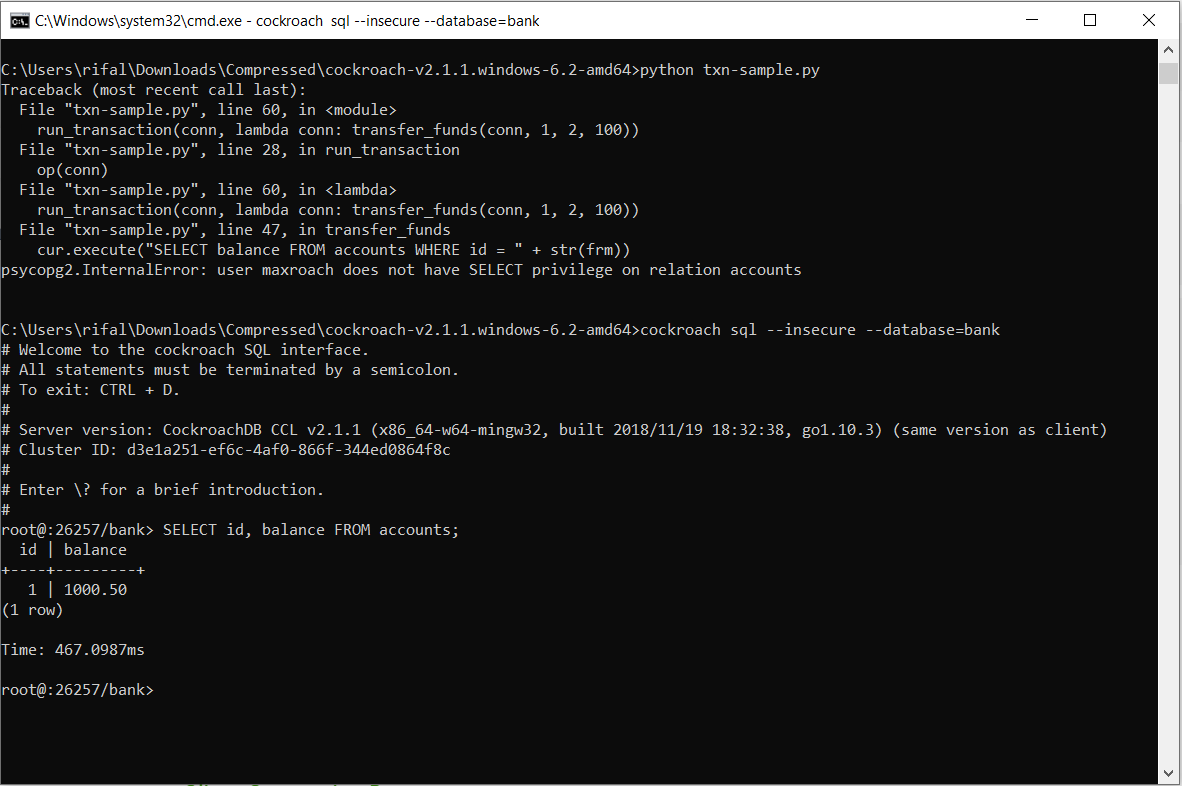 C:\Windows\system32\cmd.exe - cockroach  sql --insecure --database=bank
C:\Users\rifal\Downloads\Compressed\cockroach-v2.1.1.windows-6.2-amd64>python txn-sample.py
Traceback (most recent call last):
  File "txn-sample.py", line 60, in <module>
    run_transaction(conn, lambda conn: transfer_funds(conn, 1, 2, 100))
  File "txn-sample.py", line 28, in run_transaction
    op(conn)
  File "txn-sample.py", line 60, in <lambda>
    run_transaction(conn, lambda conn: transfer_funds(conn, 1, 2, 100))
  File "txn-sample.py", line 47, in transfer_funds
    cur.execute("SELECT balance FROM accounts WHERE id = " + str(frm))
psycopg2.InternalError: user maxroach does not have SELECT privilege on relation accounts
C:\Users\rifal\Downloads\Compressed\cockroach-v2.1.1.windows-6.2-amd64>cockroach sql --insecure --database=bank
# Welcome to the cockroach SQL interface.
# All statements must be terminated by a semicolon.
# To exit: CTRL + D.
#
# Server version: CockroachDB CCL v2.1.1 (x86_64-w64-mingw32, built 2018/11/19 18:32:38, go1.10.3) (same version as client)
# Cluster ID: d3e1a251-ef6c-4af0-866f-344ed0864f8c
#
# Enter \? for a brief introduction.
#
root@:26257/bank> SELECT id, balance FROM accounts;
  id | balance
+----+---------+
   1 | 1000.50
(1 row)
Time: 467.0987ms
root@:26257/bank>